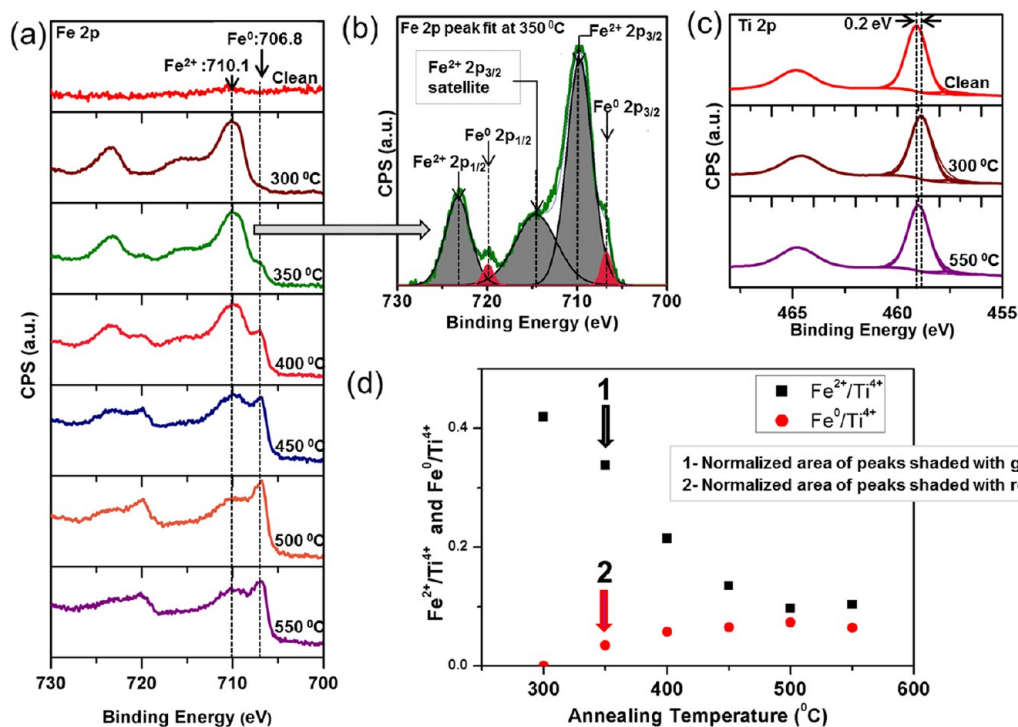 (a)
Fe 2p
Fe⁰:706.8
Fe²⁺ :710.1
Clean
300 ⁰C
350 ⁰C
400 ⁰C
450 ⁰C
500 ⁰C
550 ⁰C
CPS (a.u.)
730 720 710 700
Binding Energy (eV)
(b)
Fe 2p peak fit at 350 ⁰C
Fe²⁺ 2p₃/₂
Fe²⁺ 2p₃/₂
satellite
Fe⁰ 2p₃/₂
Fe⁰ 2p₁/₂
Fe²⁺ 2p₁/₂
CPS (a.u.)
730 720 710 700
Binding Energy (eV)
(c)
0.2 eV
Ti 2p
Clean
300 ⁰C
550 ⁰C
CPS (a.u.)
465 460 455
Binding Energy (eV)
(d)
1
Fe²⁺/Ti⁴⁺
Fe⁰/Ti⁴⁺
1- Normalized area of peaks shaded with g
2- Normalized area of peaks shaded with re
2
0.4
0.2
0.0
Fe²⁺/Ti⁴⁺ and Fe⁰/Ti⁴⁺
300 400 500 600
Annealing Temperature (⁰C)